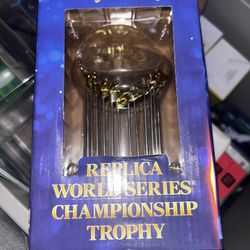 REPLICA
WORLD SERIES
CHAMPIONSHIP
TROPHY